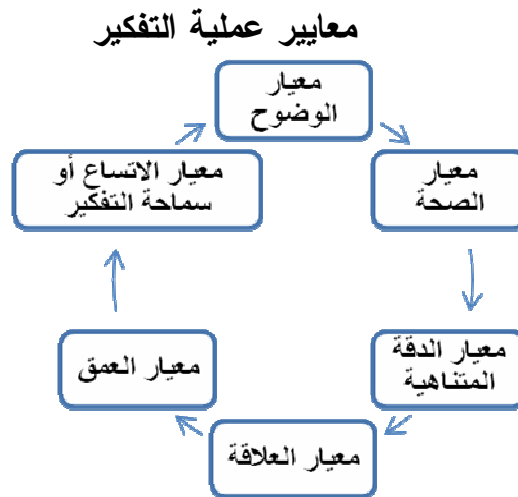 معايير عملية التفكير
معيار
الوضوح
معيار
الصحة
معيار الدقة
المتناهية
معيار العلاقة
معيار العمق
معيار الاتساع أو
سماحة التفكير